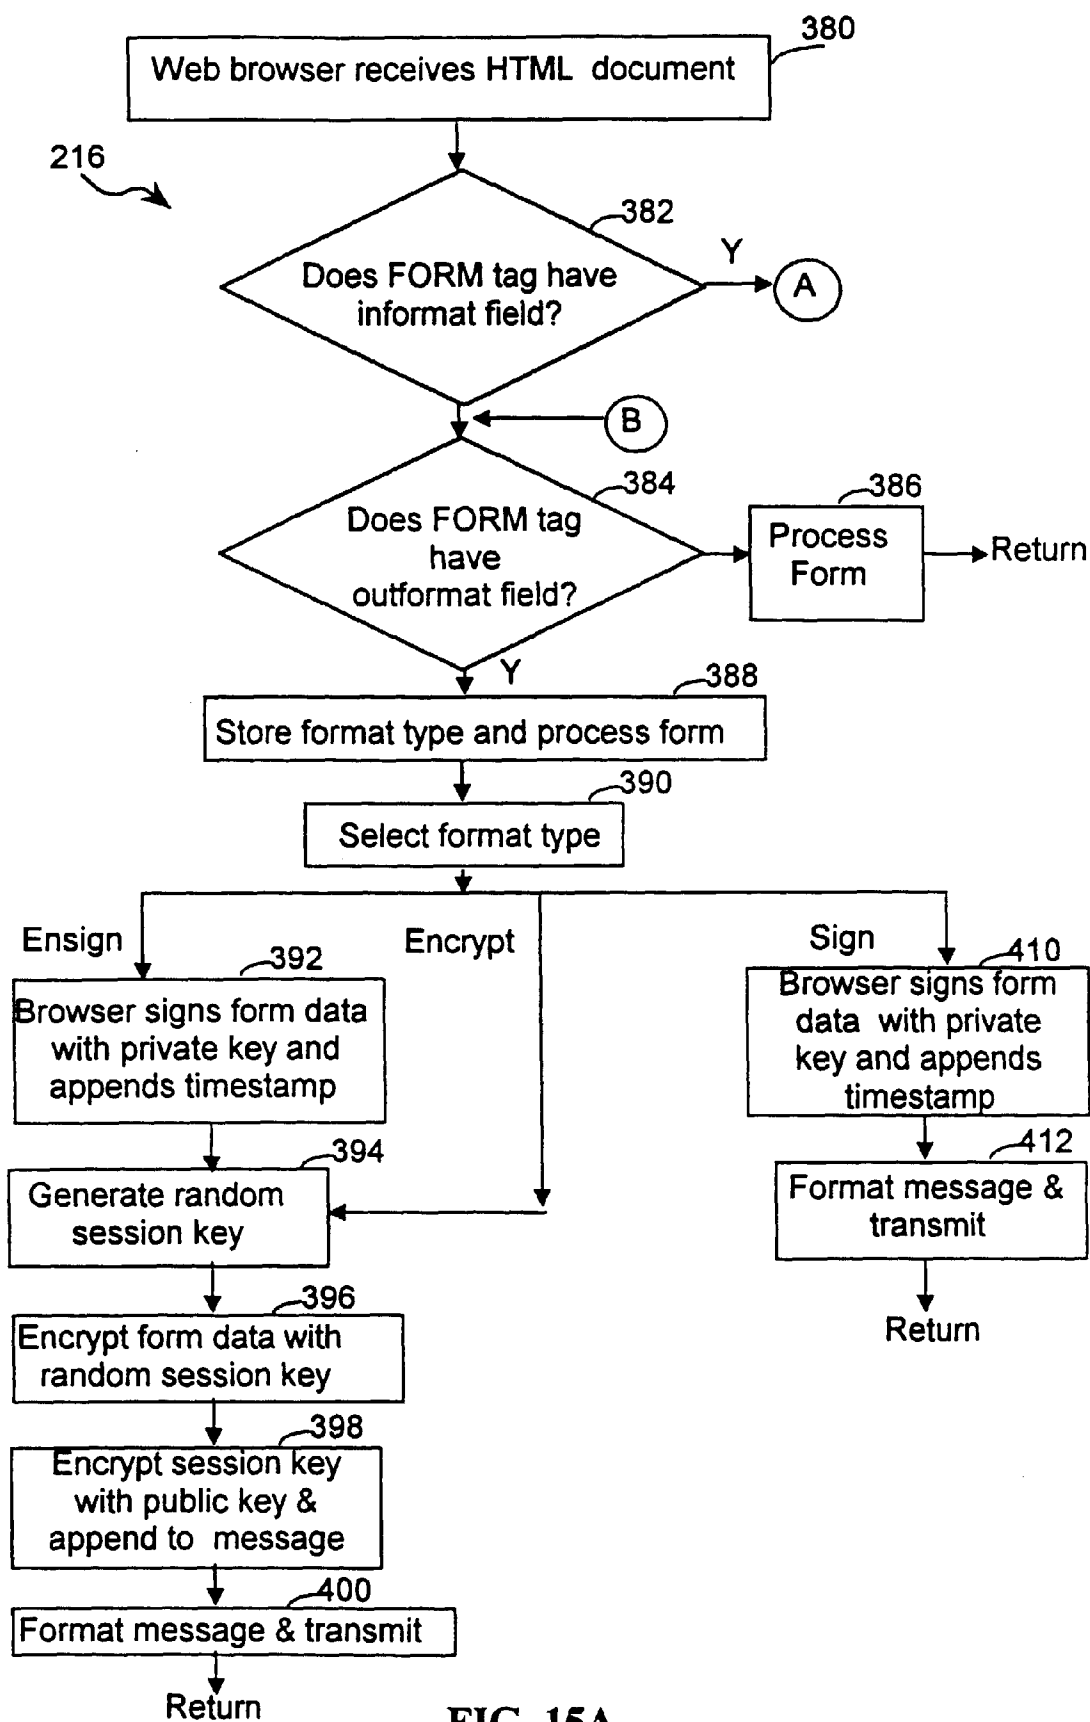 380
Web browser receives HTML document
216
382
Does FORM tag have
informat field?
Y
A
B
384
Does FORM tag
have
outformat field?
386
Process
Form
Return
Y
388
Store format type and process form
390
Select format type
Ensign
Encrypt
Sign
392
Browser signs form data
with private key and
appends timestamp
410
Browser signs form
data with private
key and appends
timestamp
394
Generate random
session key
412
Format message &
transmit
Return
396
Encrypt form data with
random session key
398
Encrypt session key
with public key &
append to message
400
Format message & transmit
Return
FIG. 15A